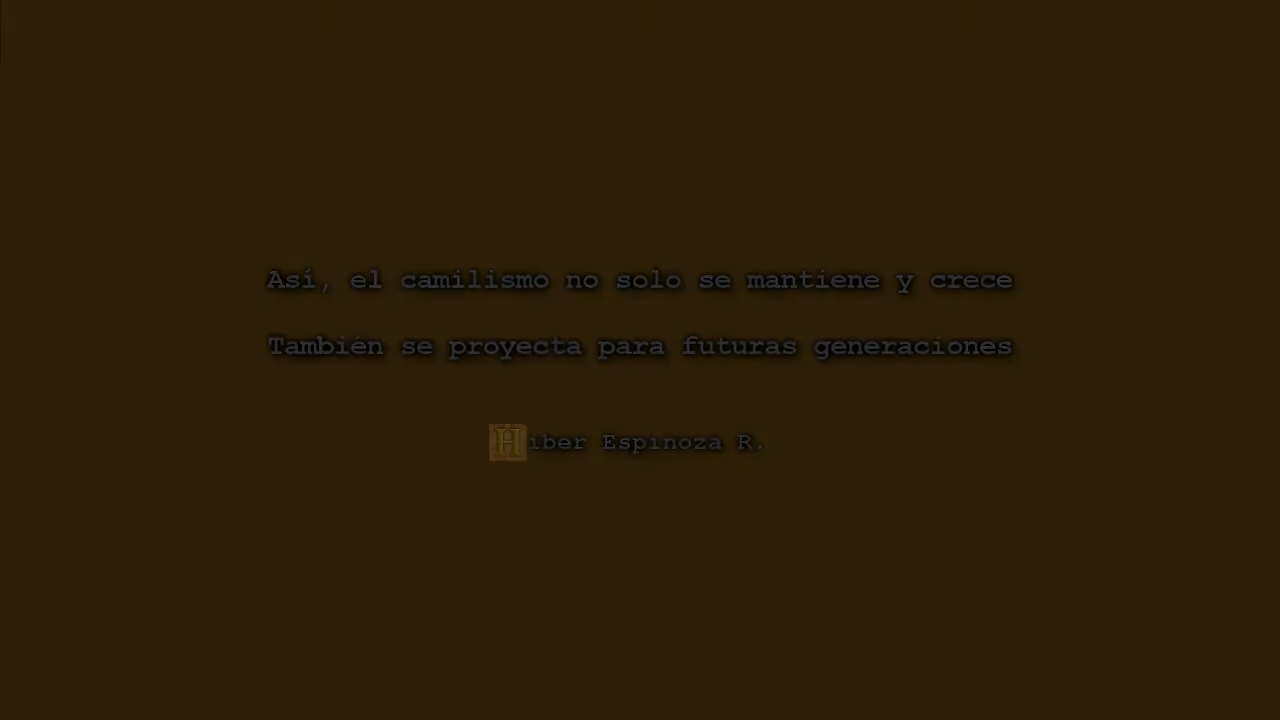 Así, el camilismo no solo se mantiene y crece
También se proyecta para futuras generaciones
Hiber Espinoza R.